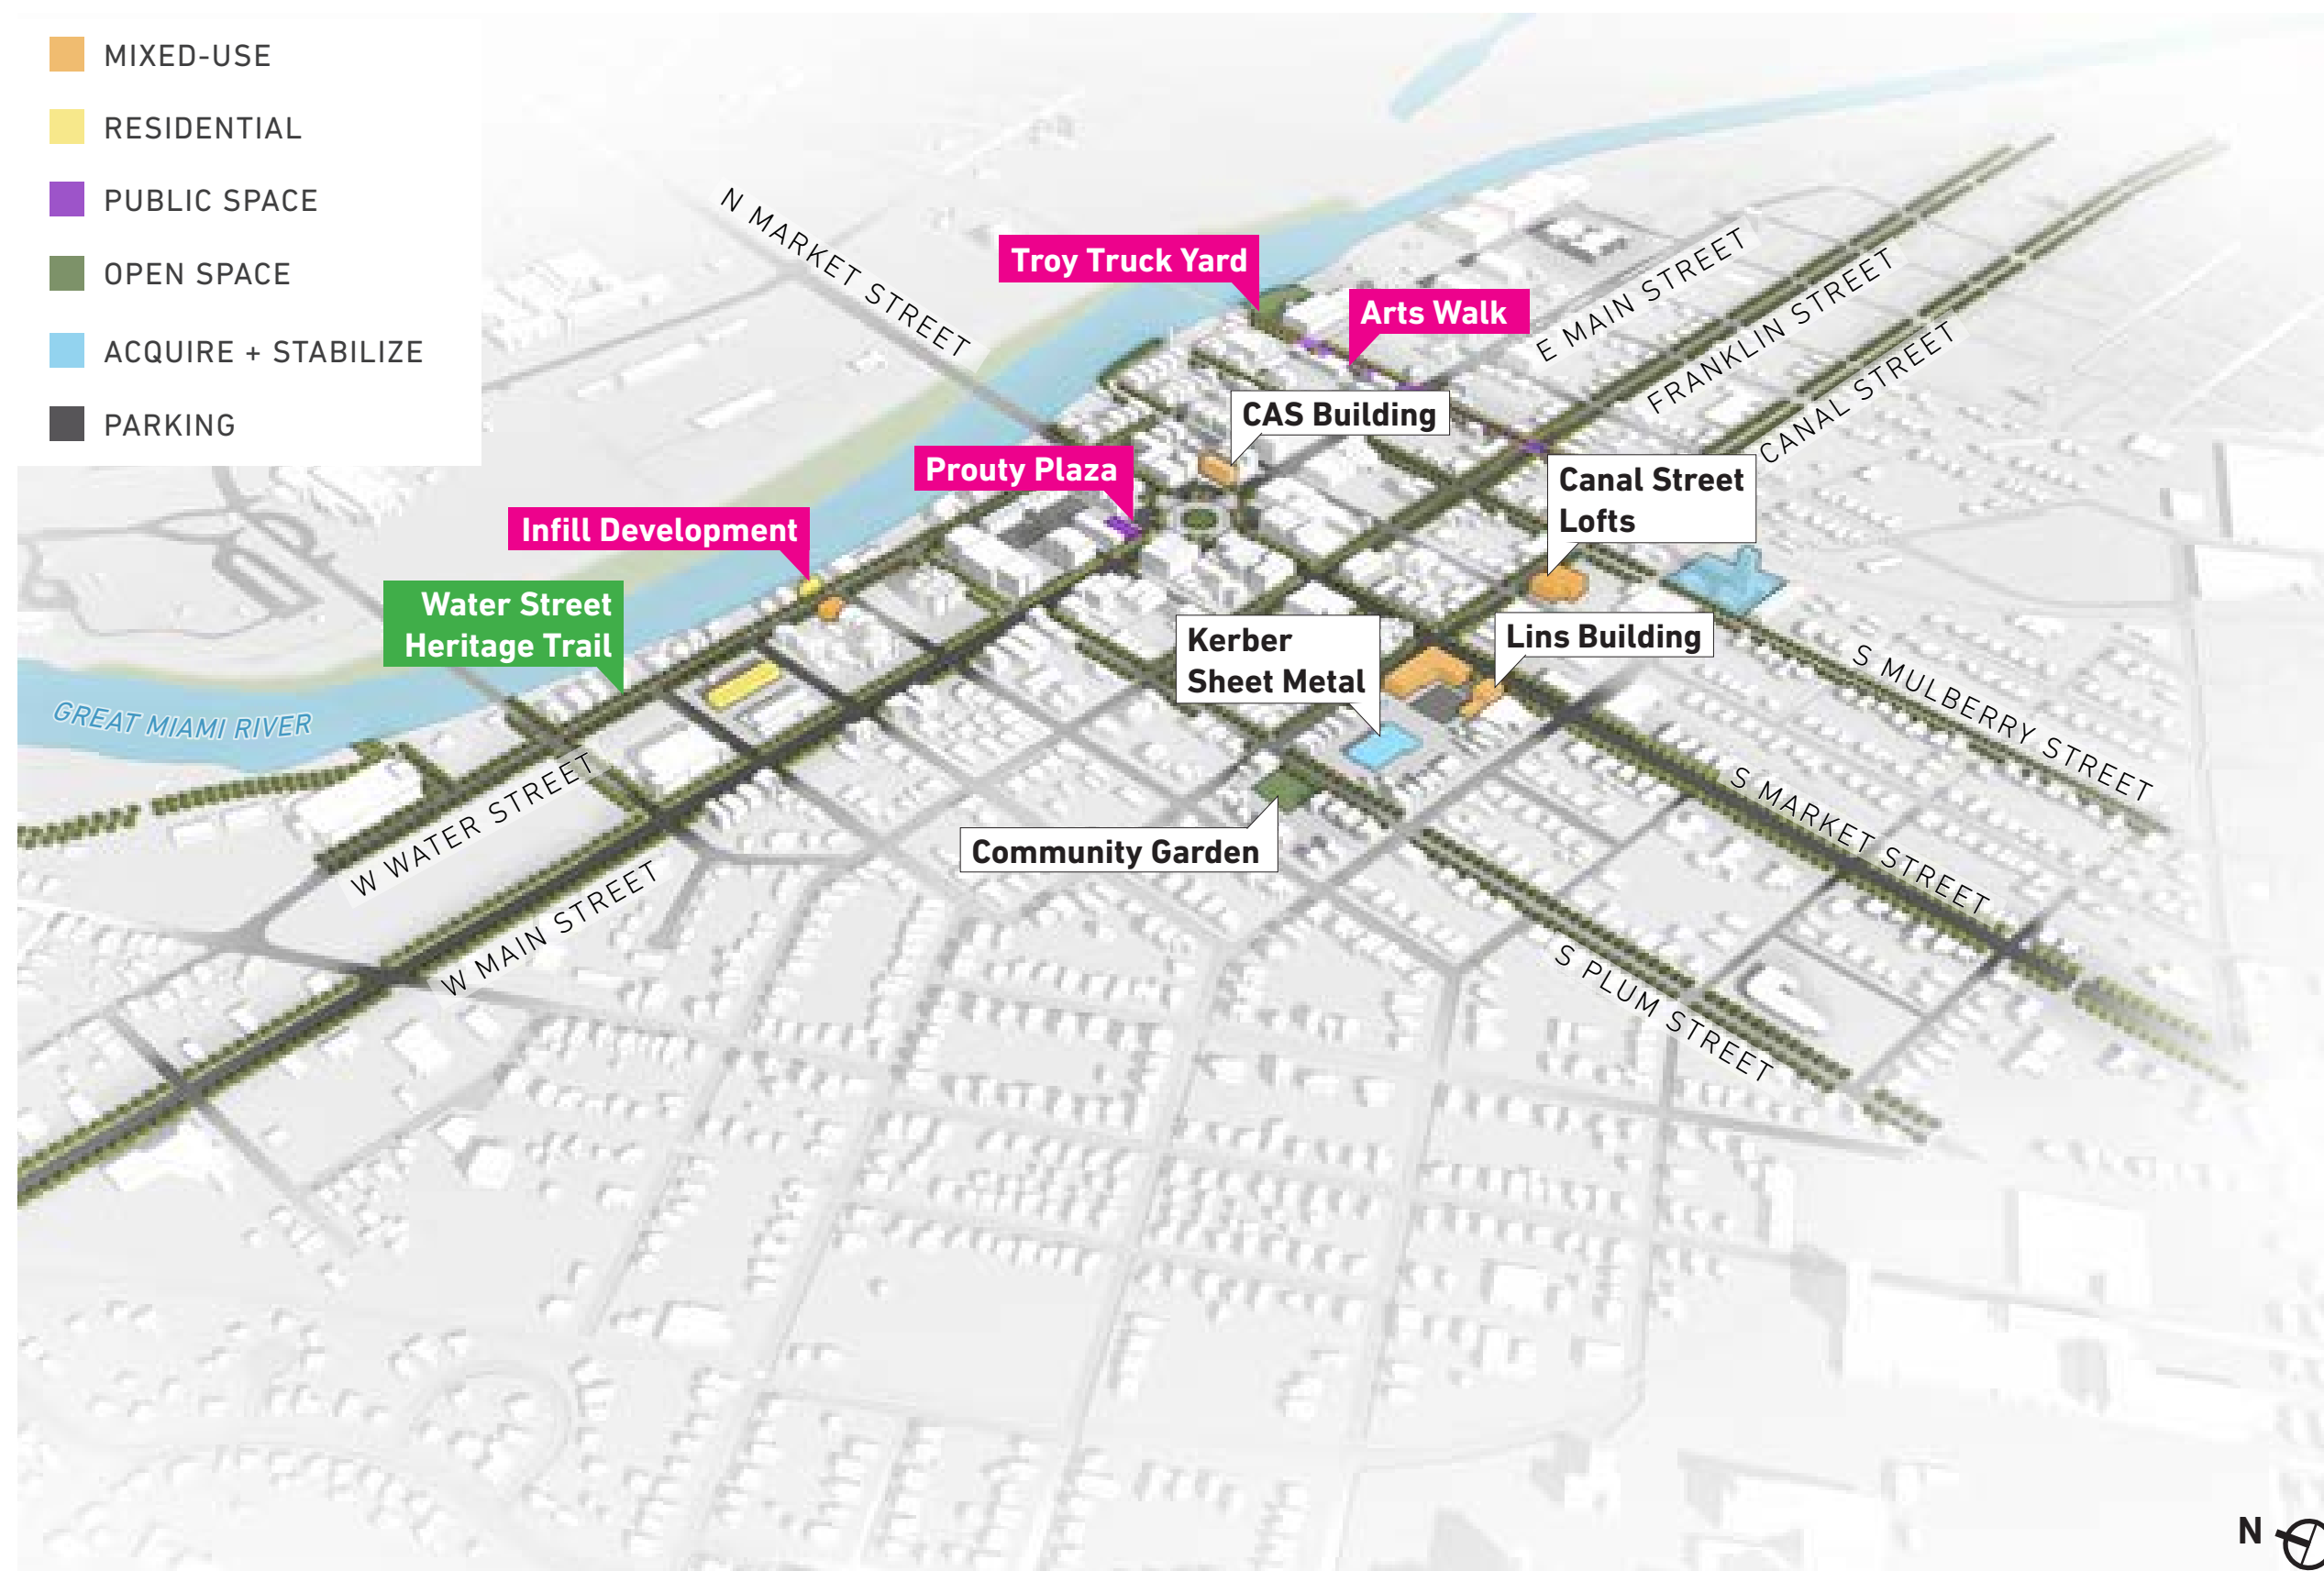 MIXED-USE
RESIDENTIAL
PUBLIC SPACE
OPEN SPACE
ACQUIRE + STABILIZE
PARKING
N MARKET STREET
Troy Truck Yard
Arts Walk
E MAIN STREET
FRANKLIN STREET
CANAL STREET
CAS Building
Prouty Plaza
Canal Street
Lofts
Infill Development
Water Street
Heritage Trail
Kerber
Sheet Metal
Lins Building
S MULBERRY STREET
GREAT MIAMI RIVER
W WATER STREET
S MARKET STREET
Community Garden
W MAIN STREET
S PLUM STREET
N